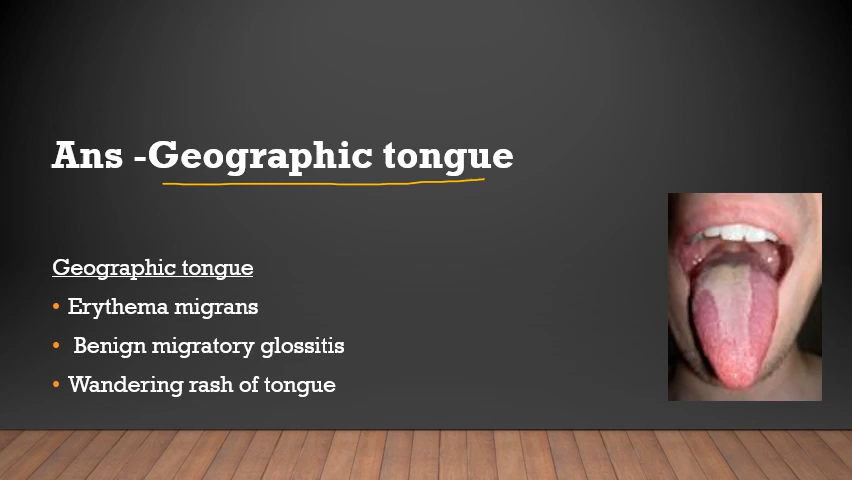 Ans -Geographic tongue
Geographic tongue
• Erythema migrans
• Benign migratory glossitis
• Wandering rash of tongue